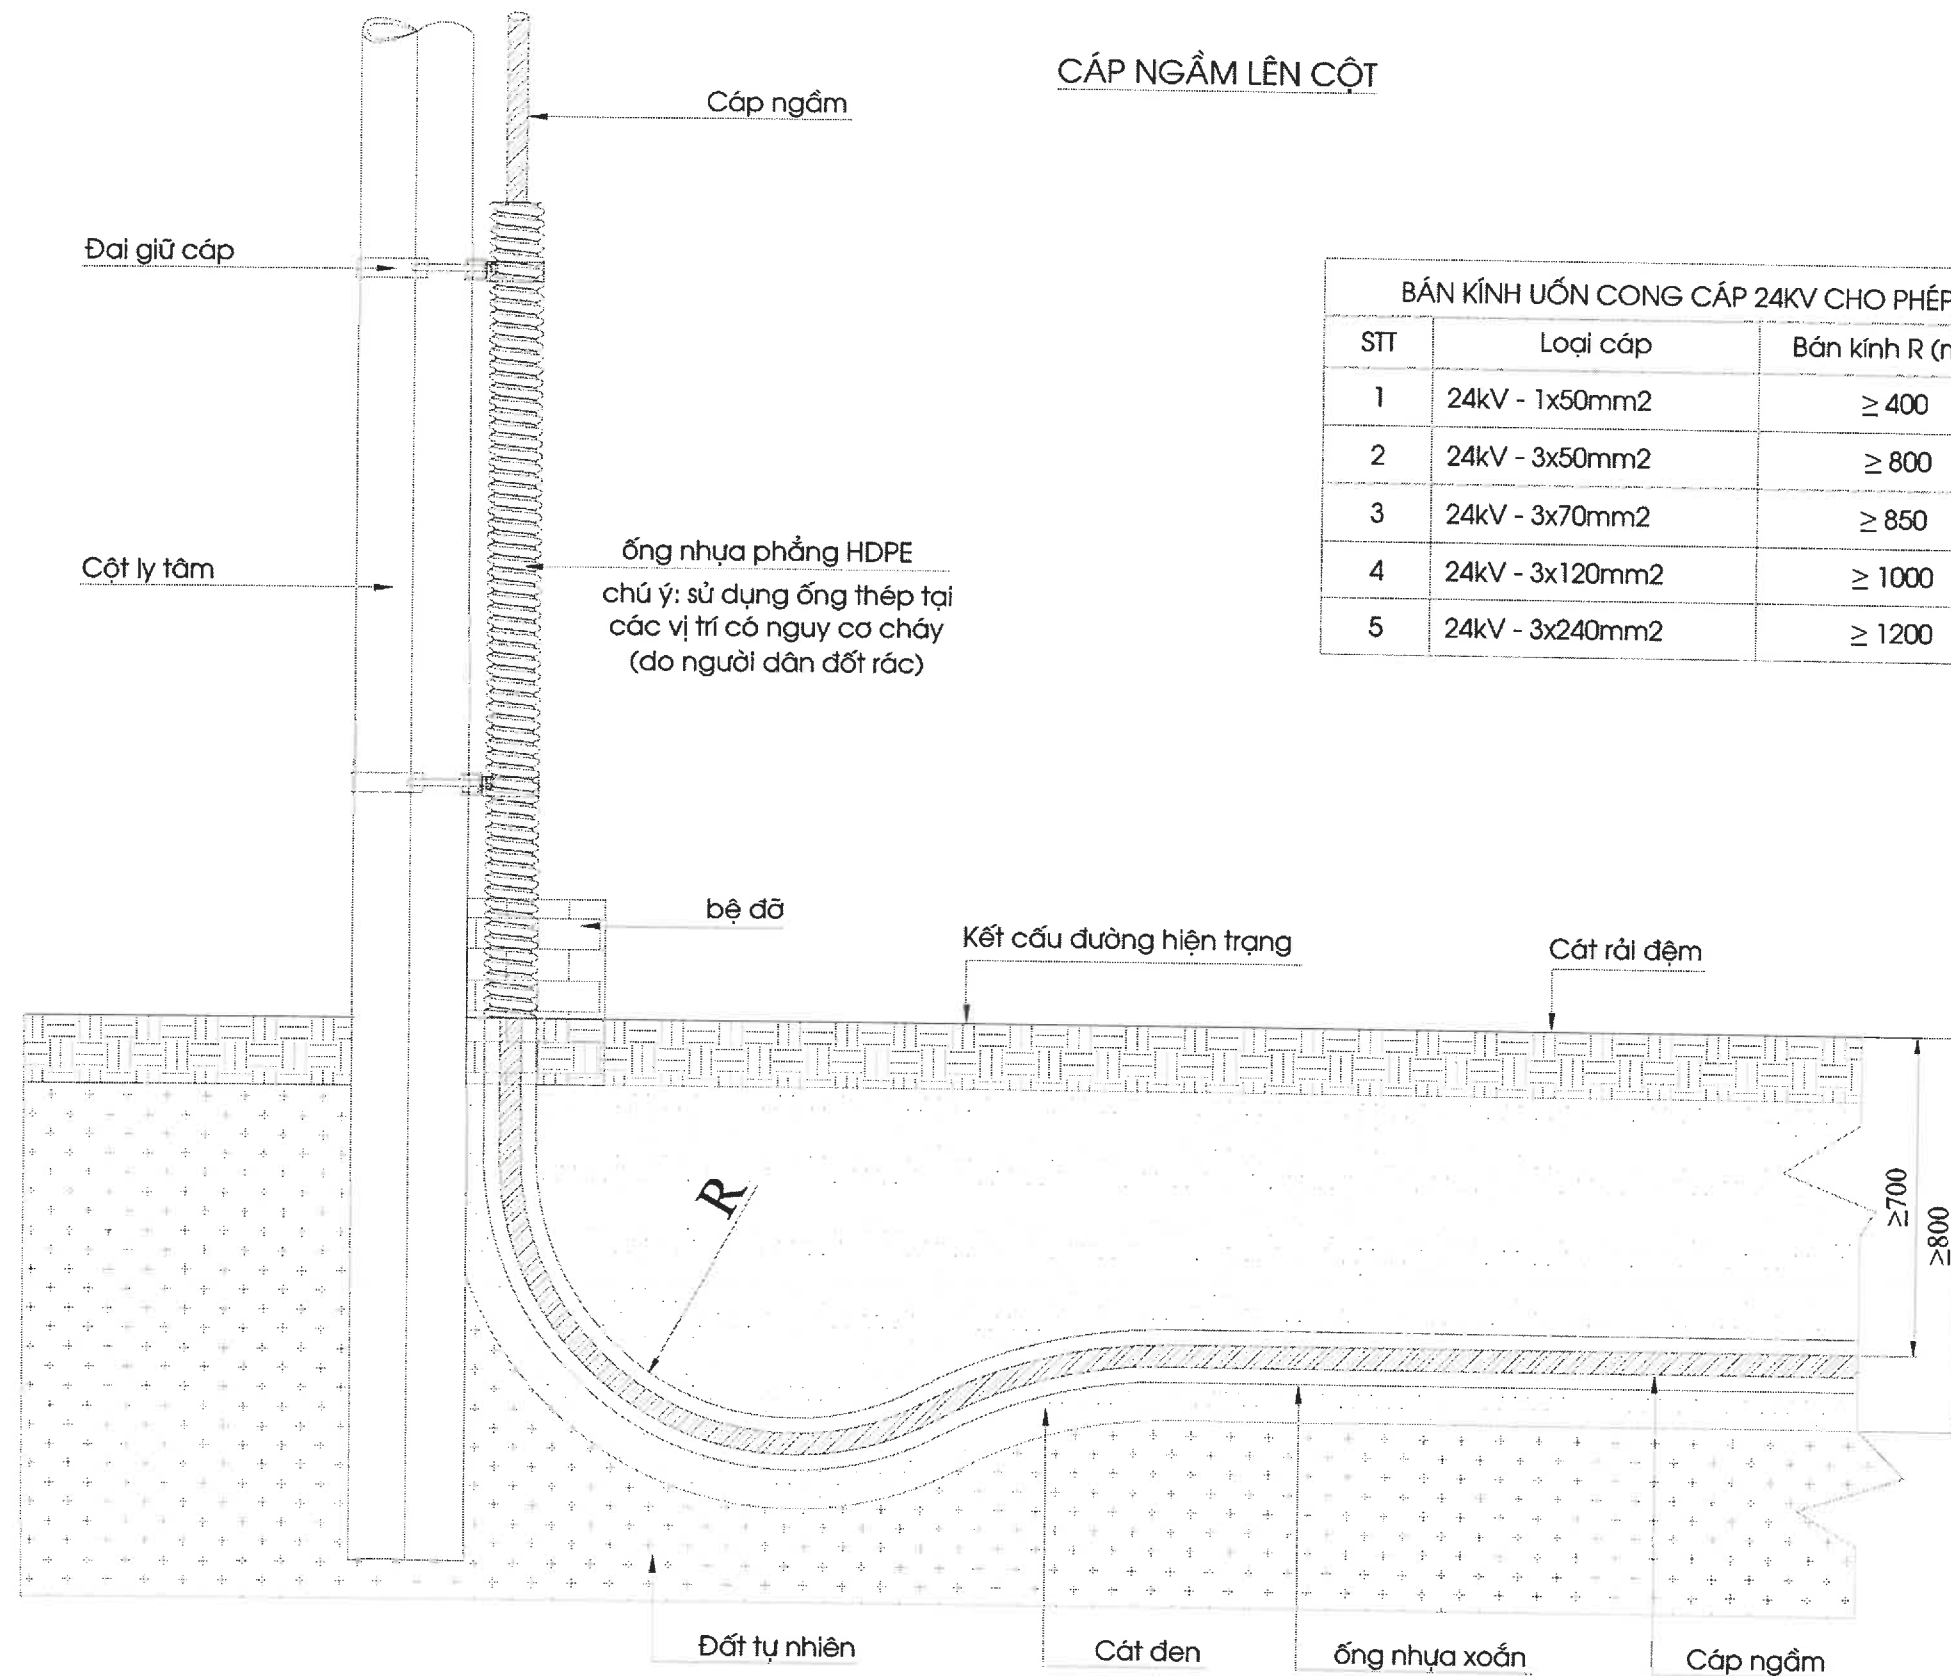 CÁP NGẦM LÊN CỘT
Cáp ngầm
Đai giữ cáp
BÁN KÍNH UỐN CONG CÁP 24KV CHO PHÉP
STT Loại cáp Bán kính R
1 24kV - 1x50mm2 ≥ 400
2 24kV - 3x50mm2 ≥ 800
3 24kV - 3x70mm2 ≥ 850
4 24kV - 3x120mm2 ≥ 1000
5 24kV - 3x240mm2 ≥ 1200
Cột ly tâm
ống nhựa phẳng HDPE
chú ý: sử dụng ống thép tại
các vị trí có nguy cơ cháy
(do người dân đốt rác)
bệ đỡ
Kết cấu đường hiện trạng
Cát rải đệm
R
≥700
≥800
Đất tự nhiên
Cát đen
ống nhựa xoắn
Cáp ngầm